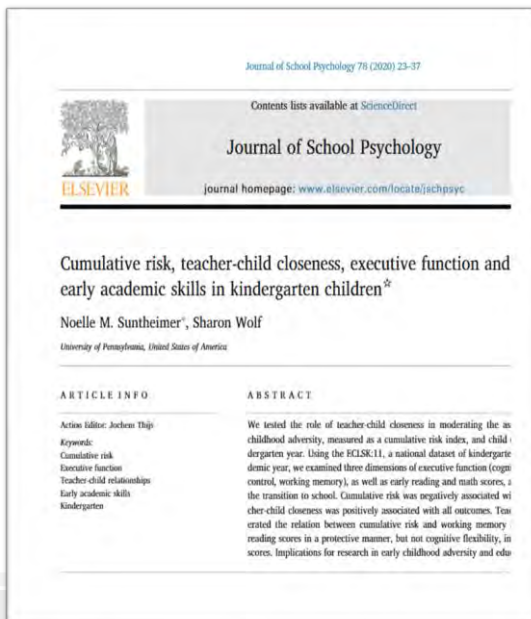 Journal of School Psychology 78 (2020) 23–37
Contents lists available at ScienceDirect
Journal of School Psychology
ELSEVIER
journal homepage: www.elsevier.com/locate/jschpsyc
Cumulative risk, teacher-child closeness, executive function and
early academic skills in kindergarten children☆
Noelle M. Suntheimer*, Sharon Wolf
University of Pennsylvania, United States of America
ARTICLE INFO
Action Editor: Jochem Thijs
Keywords:
Cumulative risk
Executive function
Teacher-child relationships
Early academic skills
Kindergarten
ABSTRACT
We tested the role of teacher-child closeness in moderating the as
childhood adversity, measured as a cumulative risk index, and child
dergarten year. Using the ECLSK:11, a national dataset of kindergarte
demic year, we examined three dimensions of executive function (cogni
control, working memory), as well as early reading and math scores, a
the transition to school. Cumulative risk was negatively associated wi
cher-child closeness was positively associated with all outcomes. Teac
erated the relation between cumulative risk and working memory
reading scores in a protective manner, but not cognitive flexibility, in
scores. Implications for research in early childhood adversity and edu